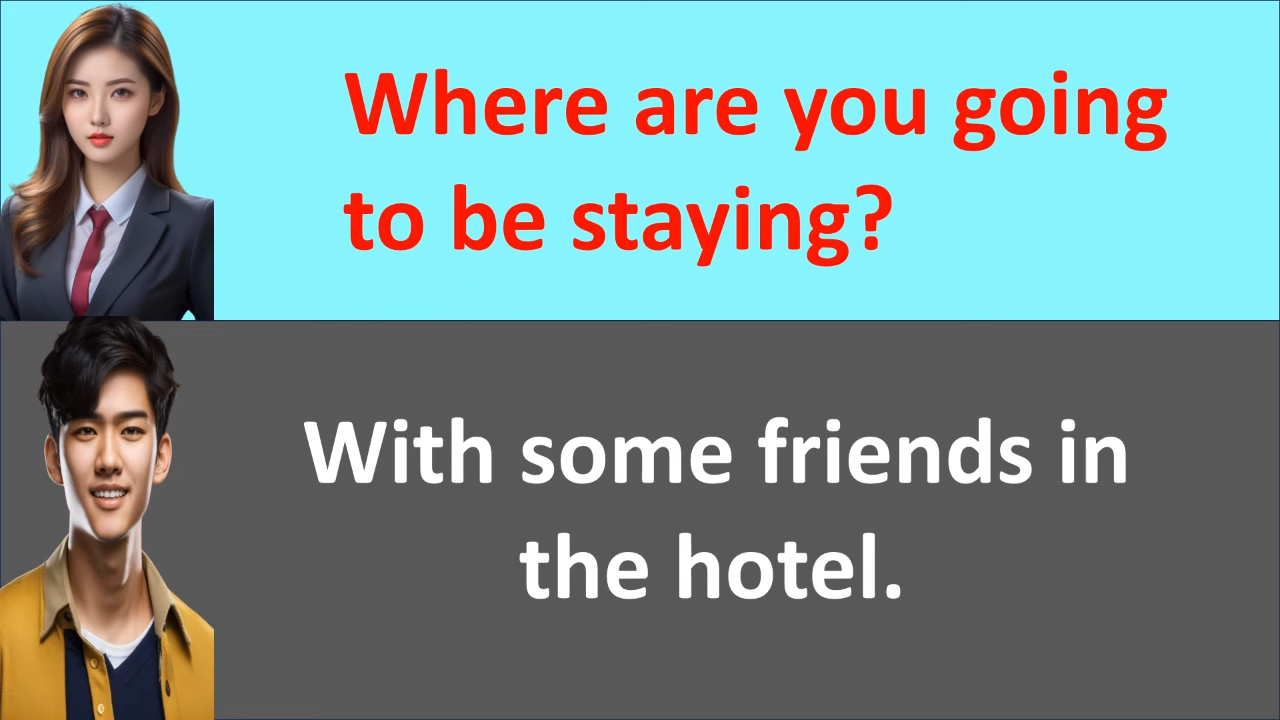 Where are you going
to be staying?
With some friends in
the hotel.